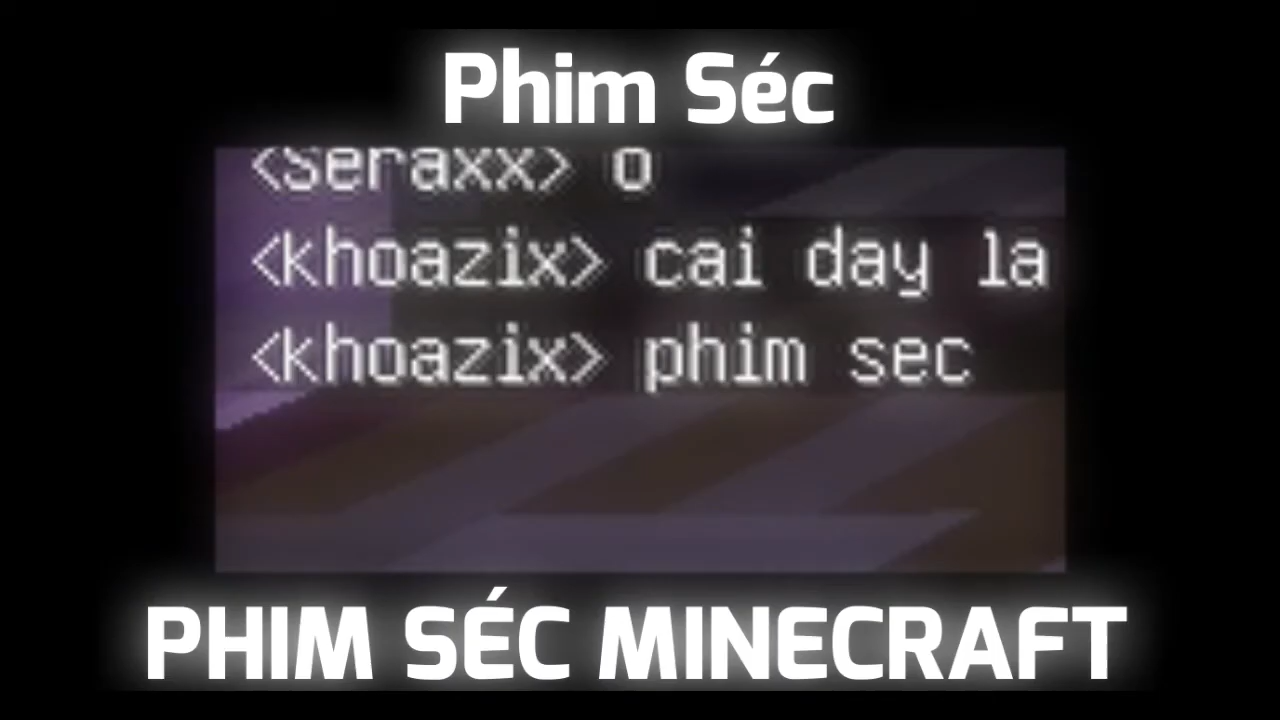 Phim Séc
<Seraxx> o
<khoazix> cai day la
<khoazix> phim sec
PHIM SÉC MINECRAFT